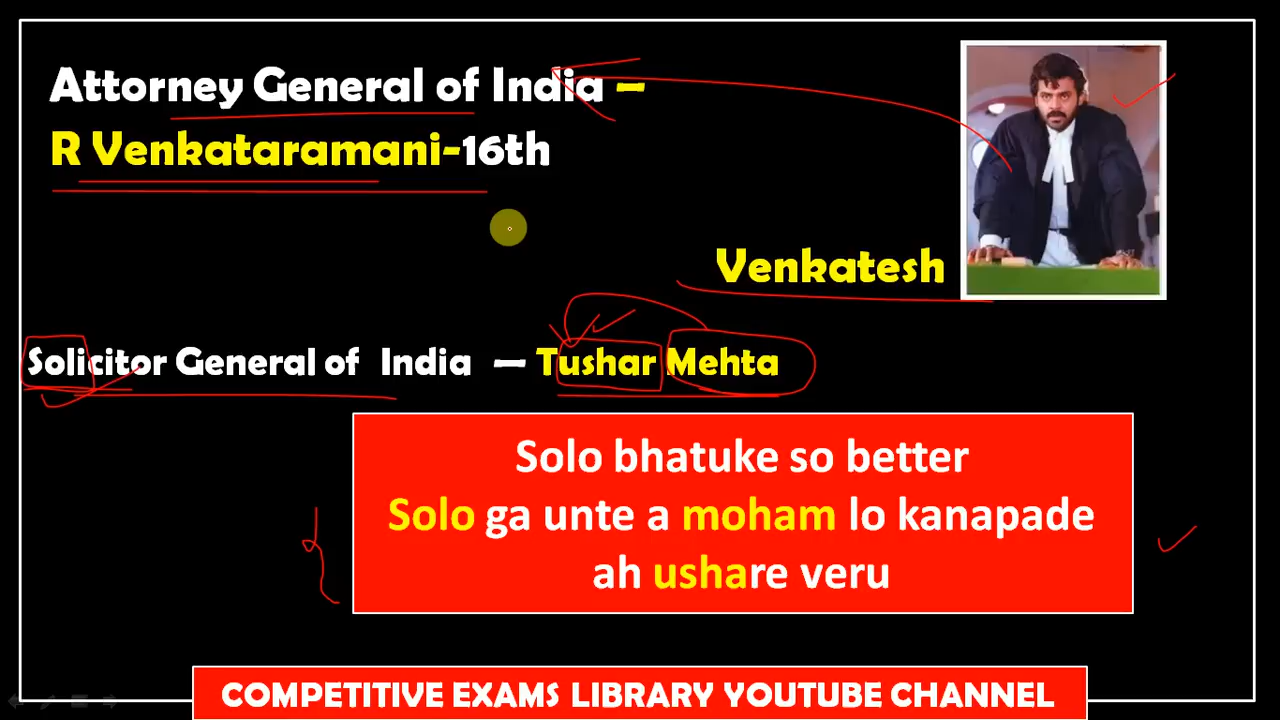 Attorney General of India –
R Venkataramani-16th
Venkatesh
Solicitor General of India — Tushar Mehta
Solo bhatuke so better
Solo ga unte a moham lo kanapade
ah ushare veru
COMPETITIVE EXAMS LIBRARY YOUTUBE CHANNEL